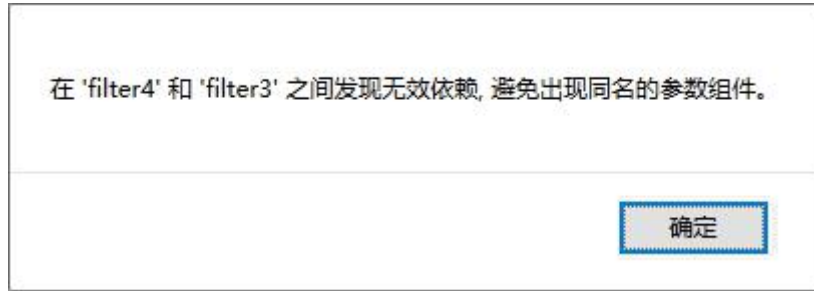 在 'filter4' 和 'filter3' 之间发现无效依赖, 避免出现同名的参数组件。
确定